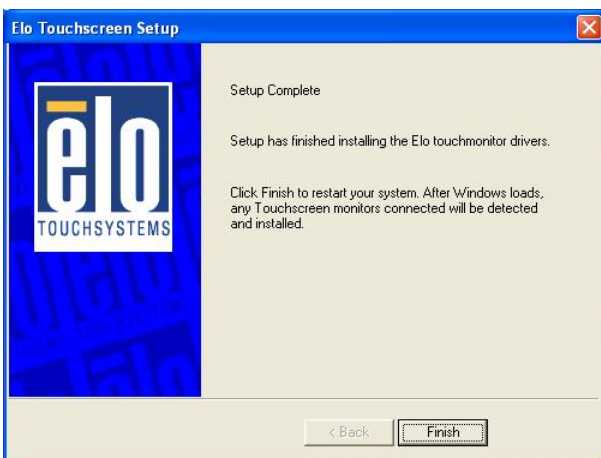 Elo Touchscreen Setup
elo
TOUCHSYSTEMS
Setup Complete
Setup has finished installing the Elo touchmonitor drivers.
Click Finish to restart your system. After Windows loads,
any Touchscreen monitors connected will be detected
and installed.
< Back
Finish